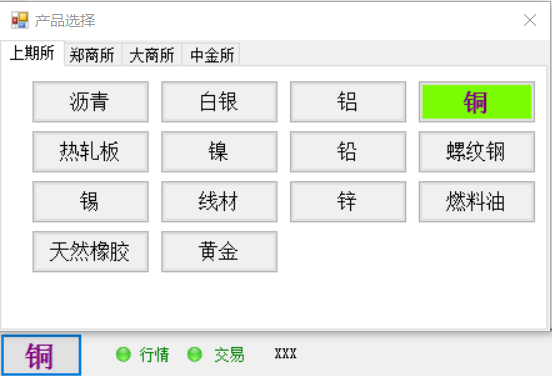 产品选择
上期所 郑商所 大商所 中金所
沥青 白银 铝 铜
热轧板 镍 铅 螺纹钢
锡 线材 锌 燃料油
天然橡胶 黄金
铜 行情 交易 xxx